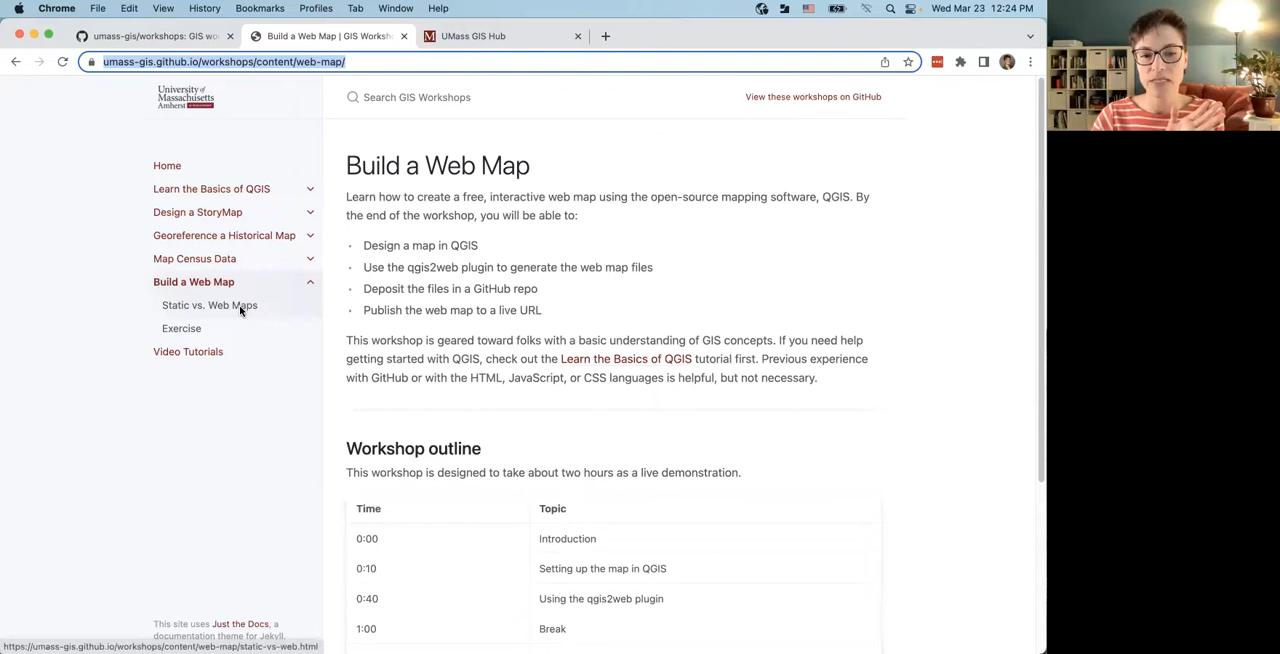 Chrome File Edit View History Bookmarks Profiles Tab Window Help Wed Mar 23 12:24 PM
umass-gis/workshops: GIS wo
Build a Web Map | GIS Worksho
UMass GIS Hub
umass-gis.github.io/workshops/content/web-map/
University of
Massachusetts
Amherst
Search GIS Workshops
View these workshops on GitHub
Home
Learn the Basics of QGIS
Design a StoryMap
Georeference a Historical Map
Map Census Data
Build a Web Map
Static vs. Web Maps
Exercise
Video Tutorials
Build a Web Map
Learn how to create a free, interactive web map using the open-source mapping software, QGIS. By
the end of the workshop, you will be able to:
Design a map in QGIS
Use the qgis2web plugin to generate the web map files
Deposit the files in a GitHub repo
Publish the web map to a live URL
This workshop is geared toward folks with a basic understanding of GIS concepts. If you need help
getting started with QGIS, check out the Learn the Basics of QGIS tutorial first. Previous experience
with GitHub or with the HTML, JavaScript, or CSS languages is helpful, but not necessary.
Workshop outline
This workshop is designed to take about two hours as a live demonstration.
Time Topic
0:00 Introduction
0:10 Setting up the map in QGIS
0:40 Using the qgis2web plugin
1:00 Break
This site uses Just the Docs, a
documentation theme for Jekyll.
https://umass-gis.github.io/workshops/content/web-map/static-vs-web.html